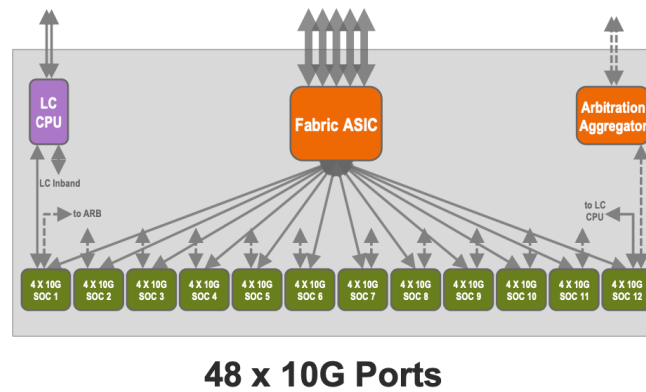 LC
CPU
Fabric ASIC
Arbitration
Aggregator
LC Inband
to ARB
to LC
CPU
4 X 10G
SOC 1
4 X 10G
SOC 2
4 X 10G
SOC 3
4 X 10G
SOC 4
4 X 10G
SOC 5
4 X 10G
SOC 6
4 X 10G
SOC 7
4 X 10G
SOC 8
4 X 10G
SOC 9
4 X 10G
SOC 10
4 X 10G
SOC 11
4 X 10G
SOC 12
48 x 10G Ports